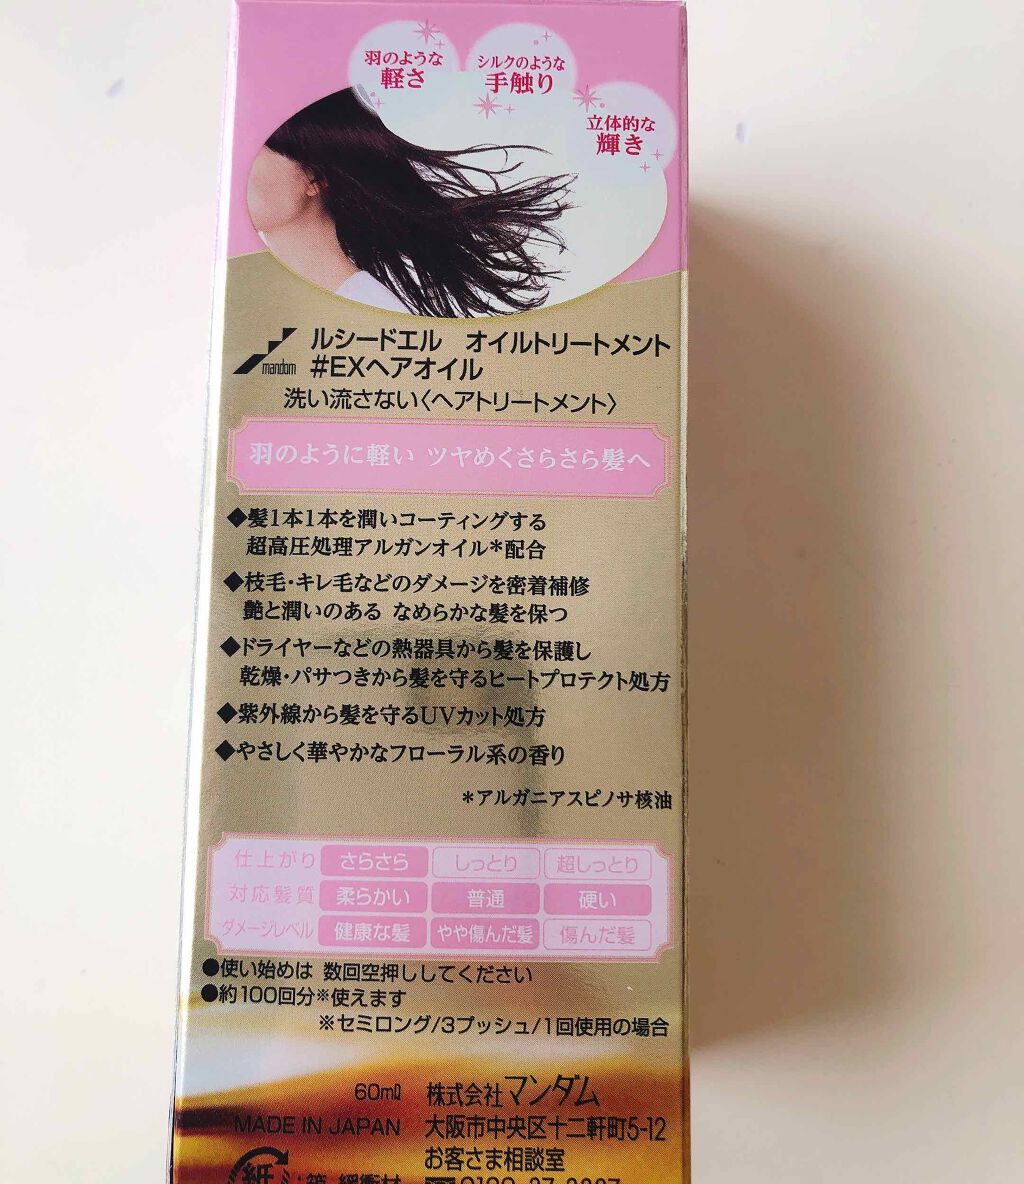 羽のような
軽さ
シルクのような
手触り
立体的な
輝き
mandom
ルシードエル オイルトリートメント
#EXヘアオイル
洗い流さない〈ヘアトリートメント〉
羽のように軽い ツヤめくさらさら髪へ
◆髪1本1本を潤いコーティングする
超高圧処理アルガンオイル*配合
◆枝毛・キレ毛などのダメージを密着補修
艶と潤いのある なめらかな髪を保つ
◆ドライヤーなどの熱器具から髪を保護し
乾燥・パサつきから髪を守るヒートプロテクト処方
◆紫外線から髪を守るUVカット処方
◆やさしく華やかなフローラル系の香り
*アルガニアスピノサ核油
仕上がり さらさら しっとり 超しっとり
対応髪質 柔らかい 普通 硬い
ダメージレベル 健康な髪 やや傷んだ髪 傷んだ髪
●使い始めは 数回空押ししてください
●約100回分※使えます
※セミロング/3プッシュ/1回使用の場合
60mℓ 株式会社マンダム
MADE IN JAPAN 大阪市中央区十二軒町5-12
お客さま相談室
紙